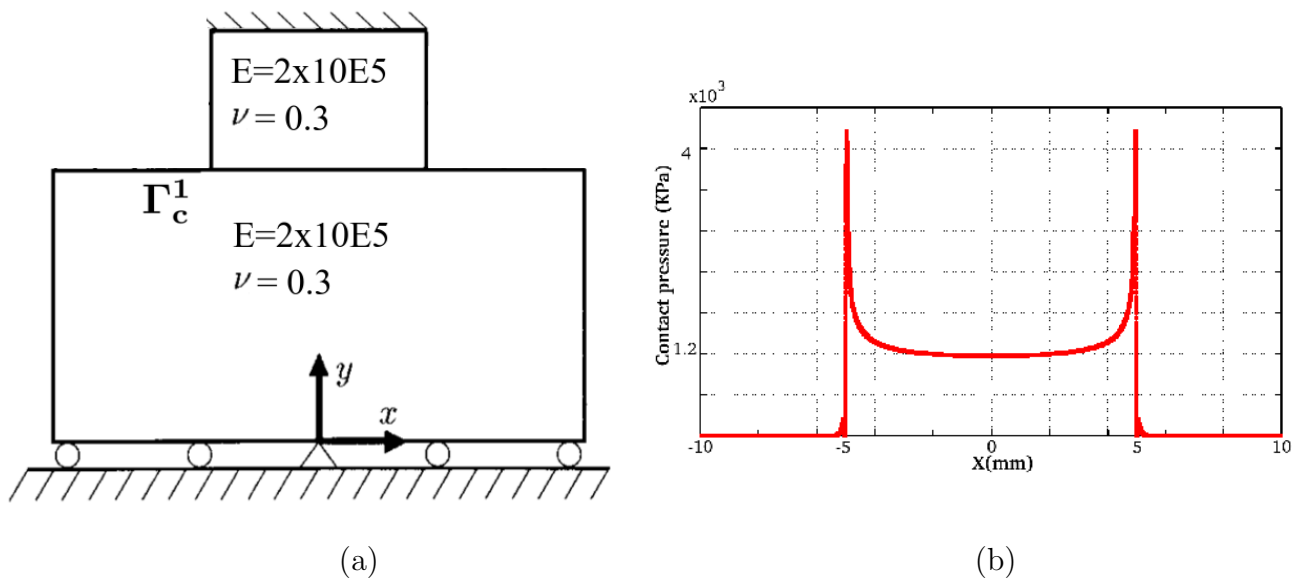 E=2x10E5
ν = 0.3
Γ¹c
E=2x10E5
ν = 0.3
y
x
(a)
x10³
4
1.2
Contact pressure (KPa)
-10
-5
0
5
10
X(mm)
(b)